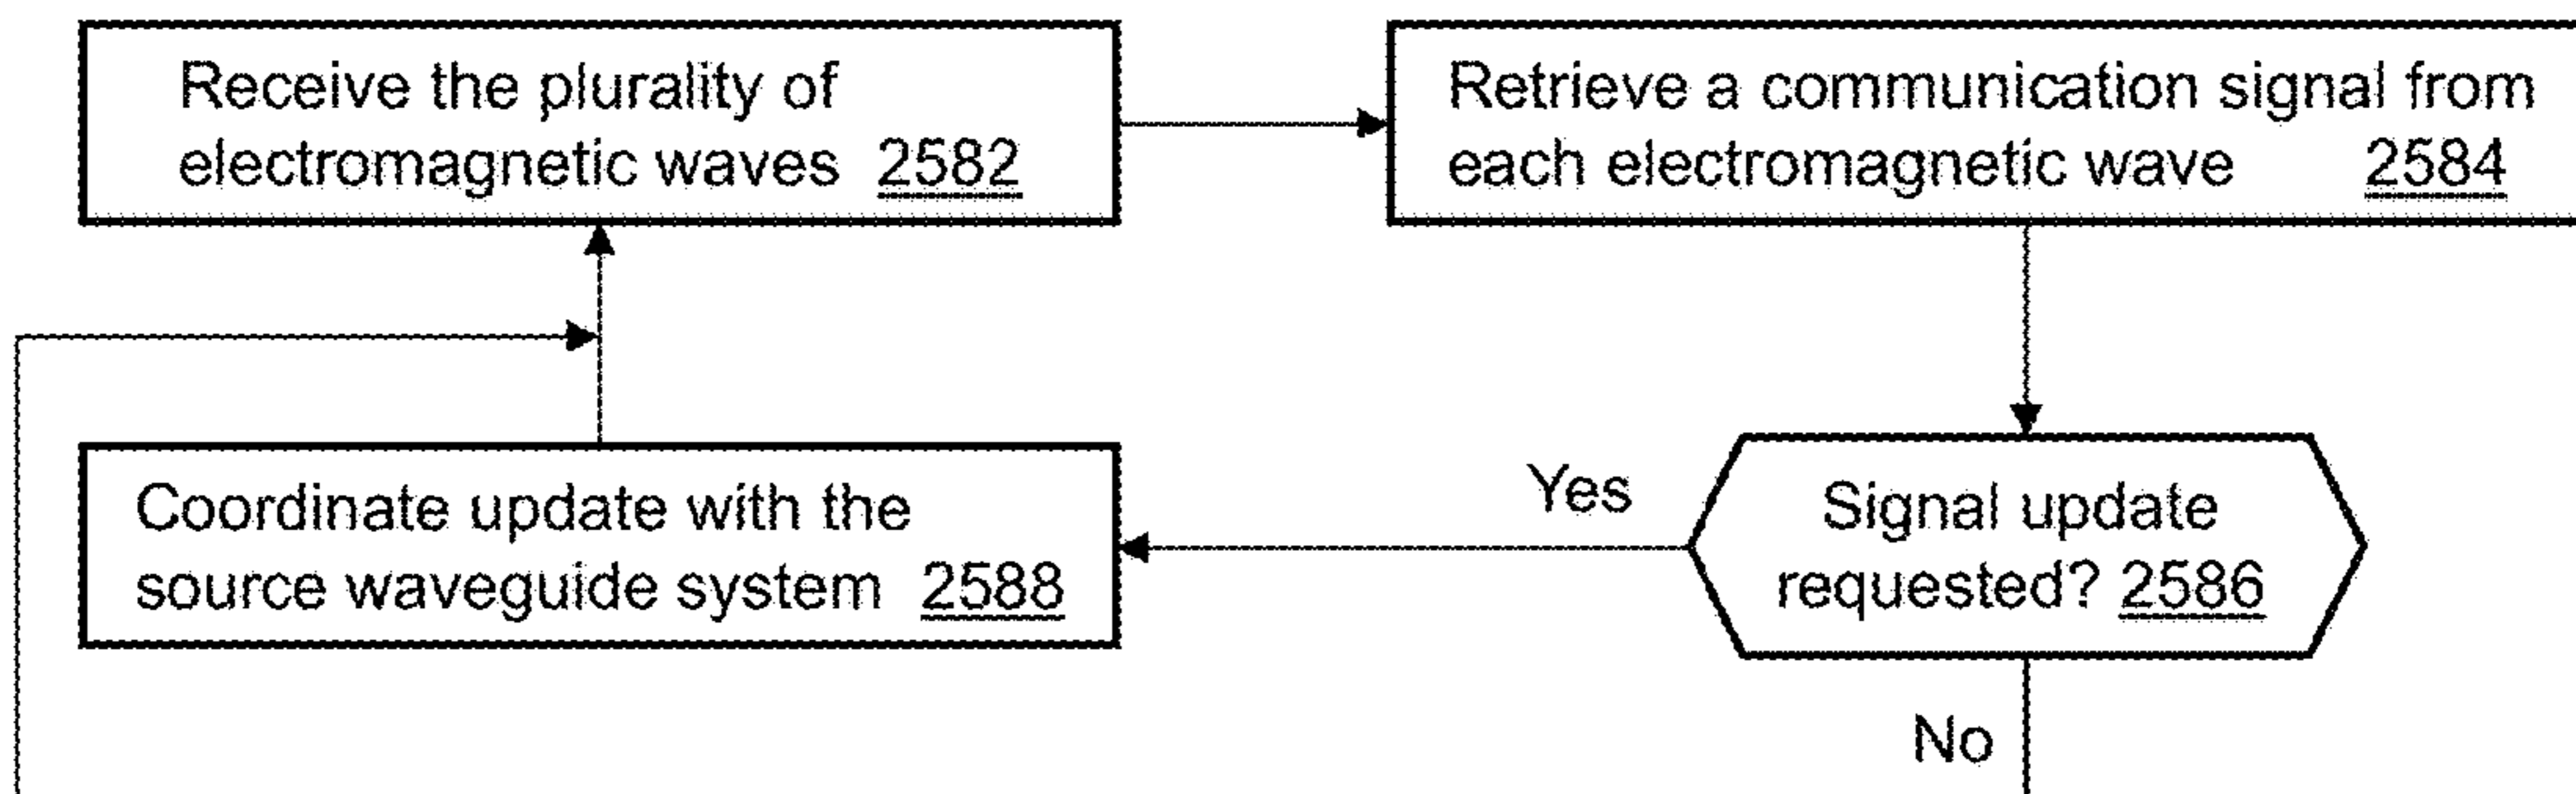 Receive the plurality of
electromagnetic waves 2582
Retrieve a communication signal from
each electromagnetic wave 2584
Signal update
requested? 2586
Yes
Coordinate update with the
source waveguide system 2588
No